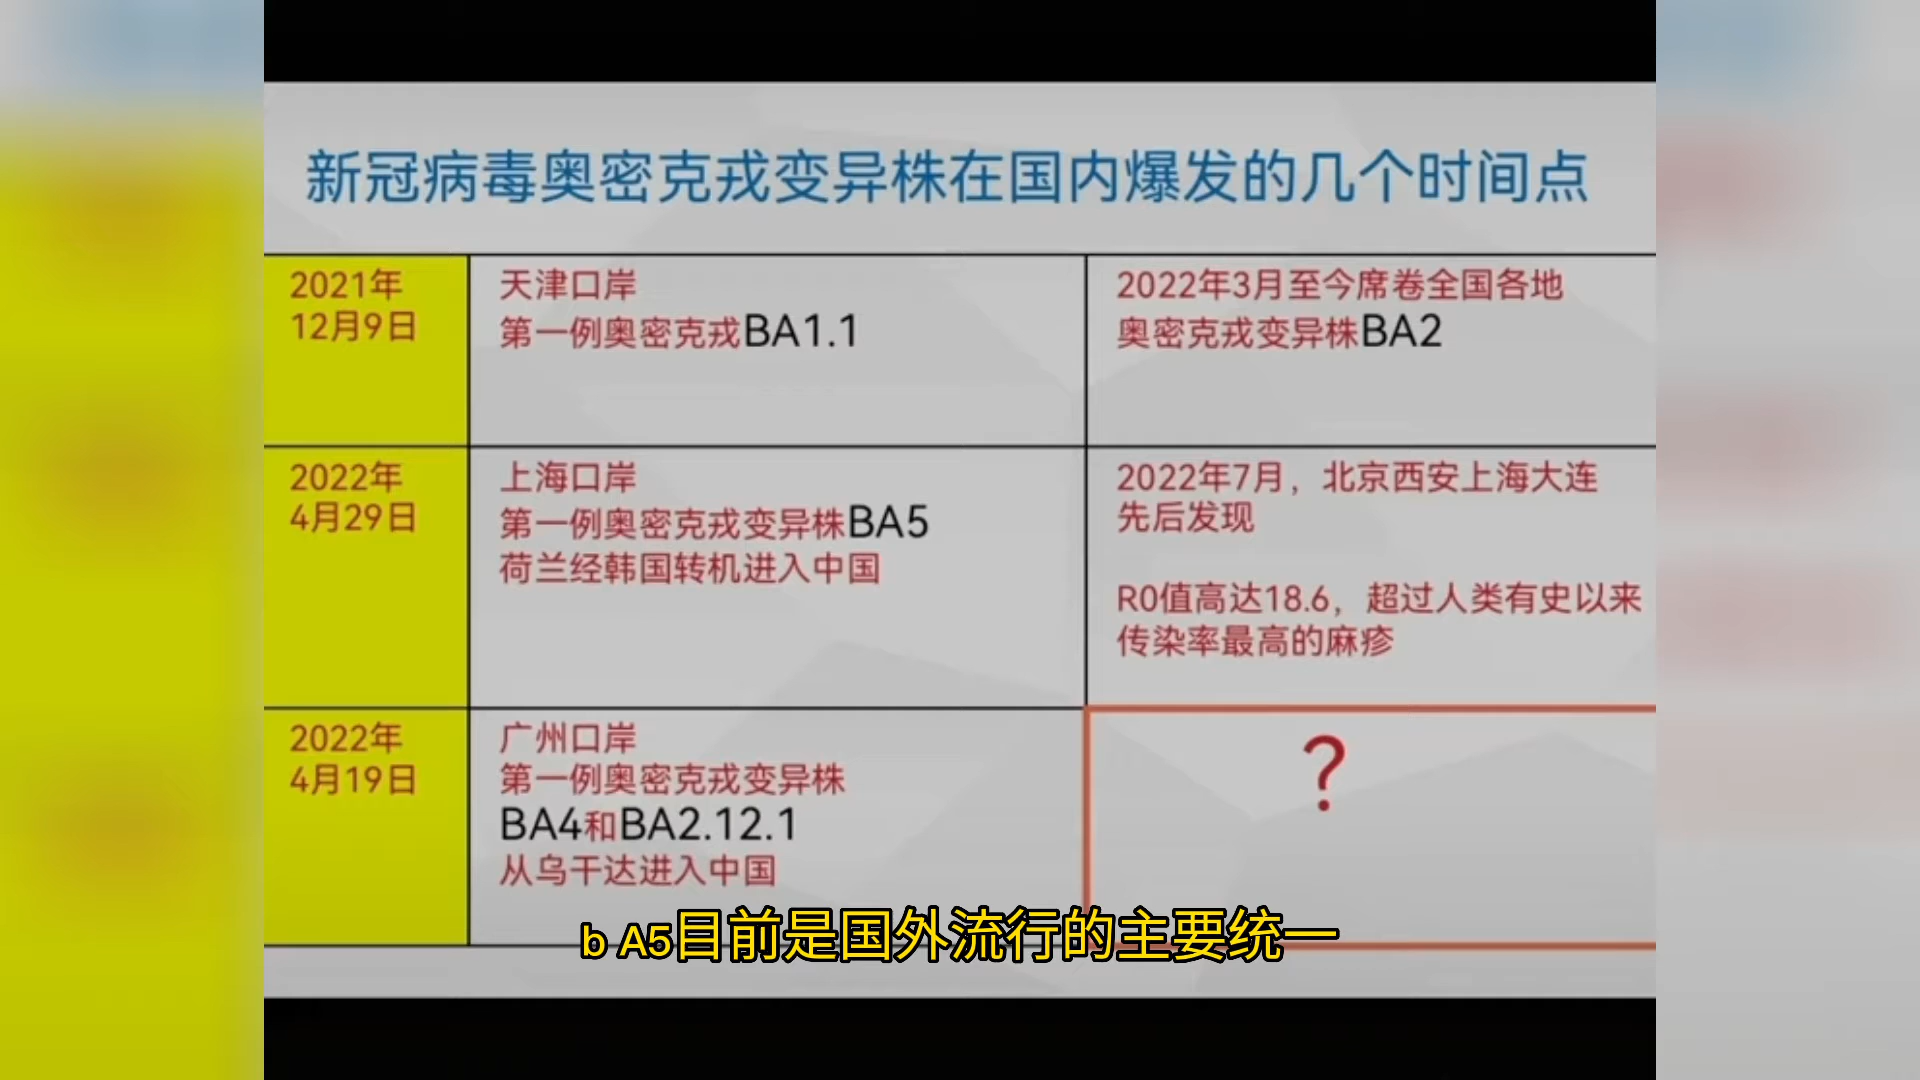 新冠病毒奥密克戎变异株在国内爆发的几个时间点
2021年
12月9日
天津口岸
第一例奥密克戎BA1.1
2022年3月至今席卷全国各地
奥密克戎变异株BA2
2022年
4月29日
上海口岸
第一例奥密克戎变异株BA5
荷兰经韩国转机进入中国
2022年7月，北京西安上海大连
先后发现
R0值高达18.6，超过人类有史以来
传染率最高的麻疹
2022年
4月19日
广州口岸
第一例奥密克戎变异株
BA4和BA2.12.1
从乌干达进入中国
？
b A5目前是国外流行的主要统一